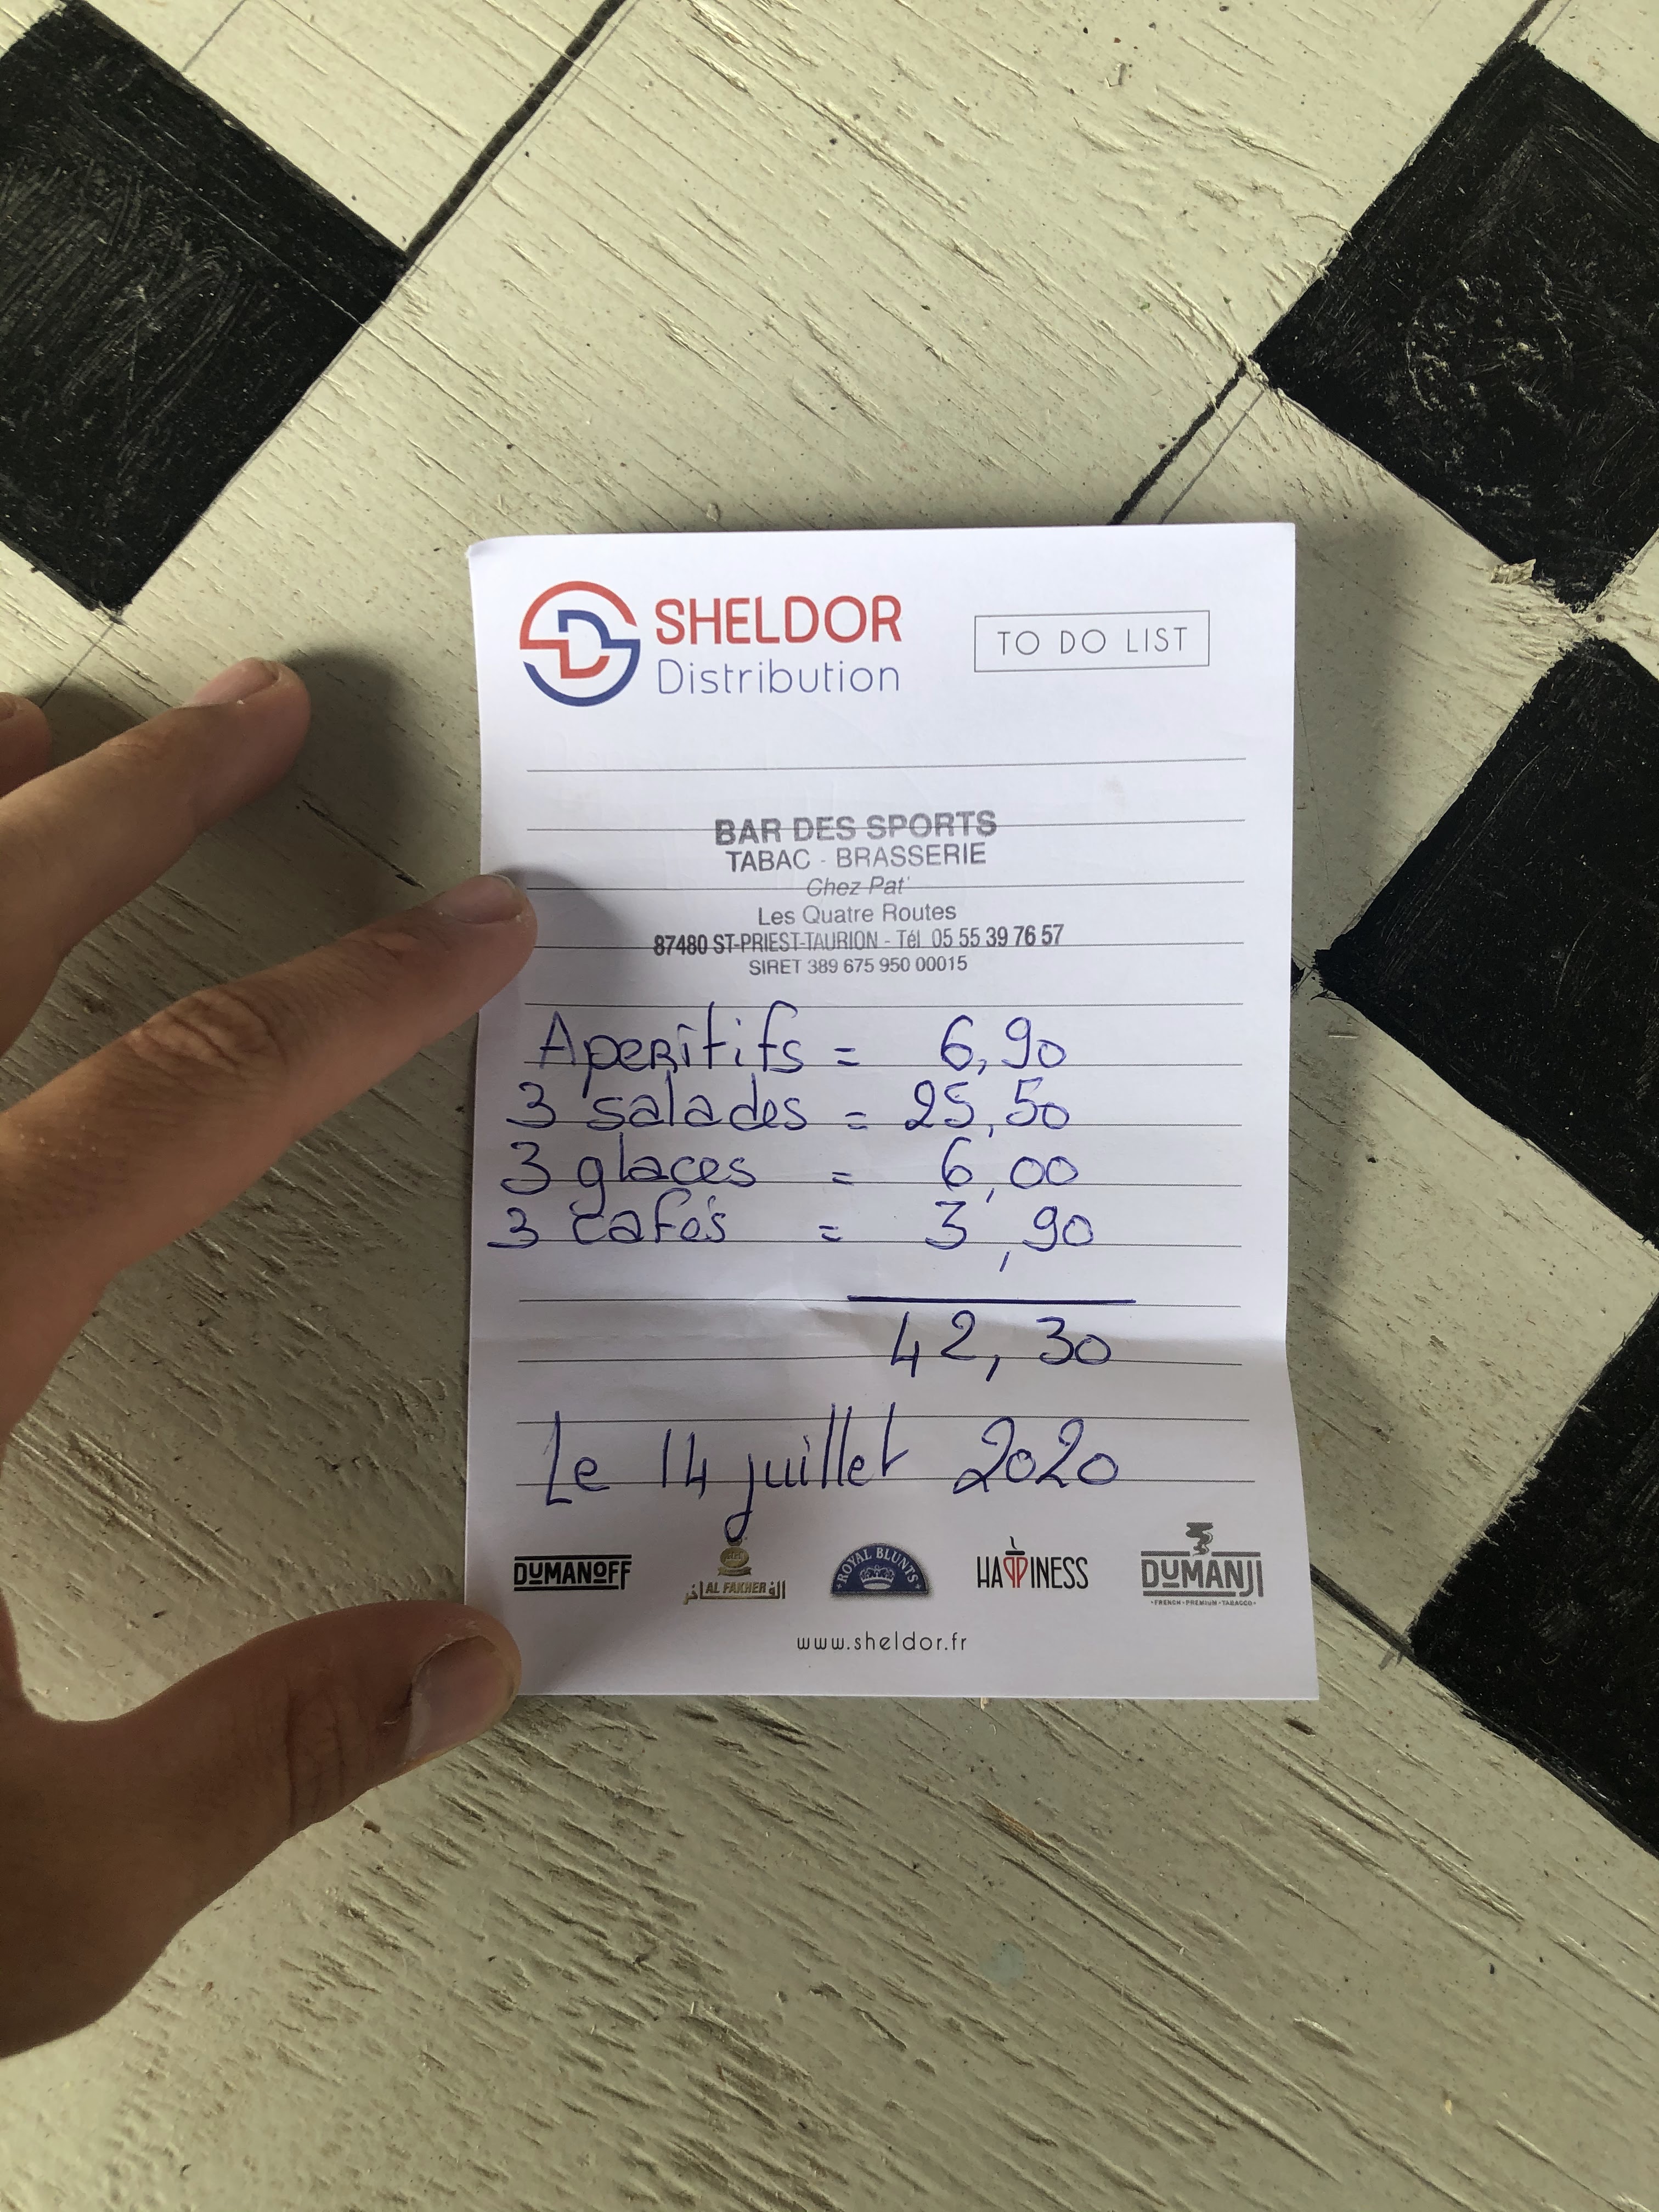 SHELDOR
Distribution
TO DO LIST
BAR DES SPORTS
TABAC - BRASSERIE
Chez Pat'
Les Quatre Routes
87480 ST-PRIEST-TAURION - Tél 05 55 39 76 57
SIRET 389 675 950 00015
Aperitifs = 6,90
3 salades = 25,50
3 glaces = 6,00
3 cafés = 3,90
42,30
Le 14 juillet 2020
DUMANOFF
AL FAKHER الفاخر
ROYAL BLUNTS
HAPPINESS
DUMANJI
FRENCH • PREMIUM • TABACCO
www.sheldor.fr